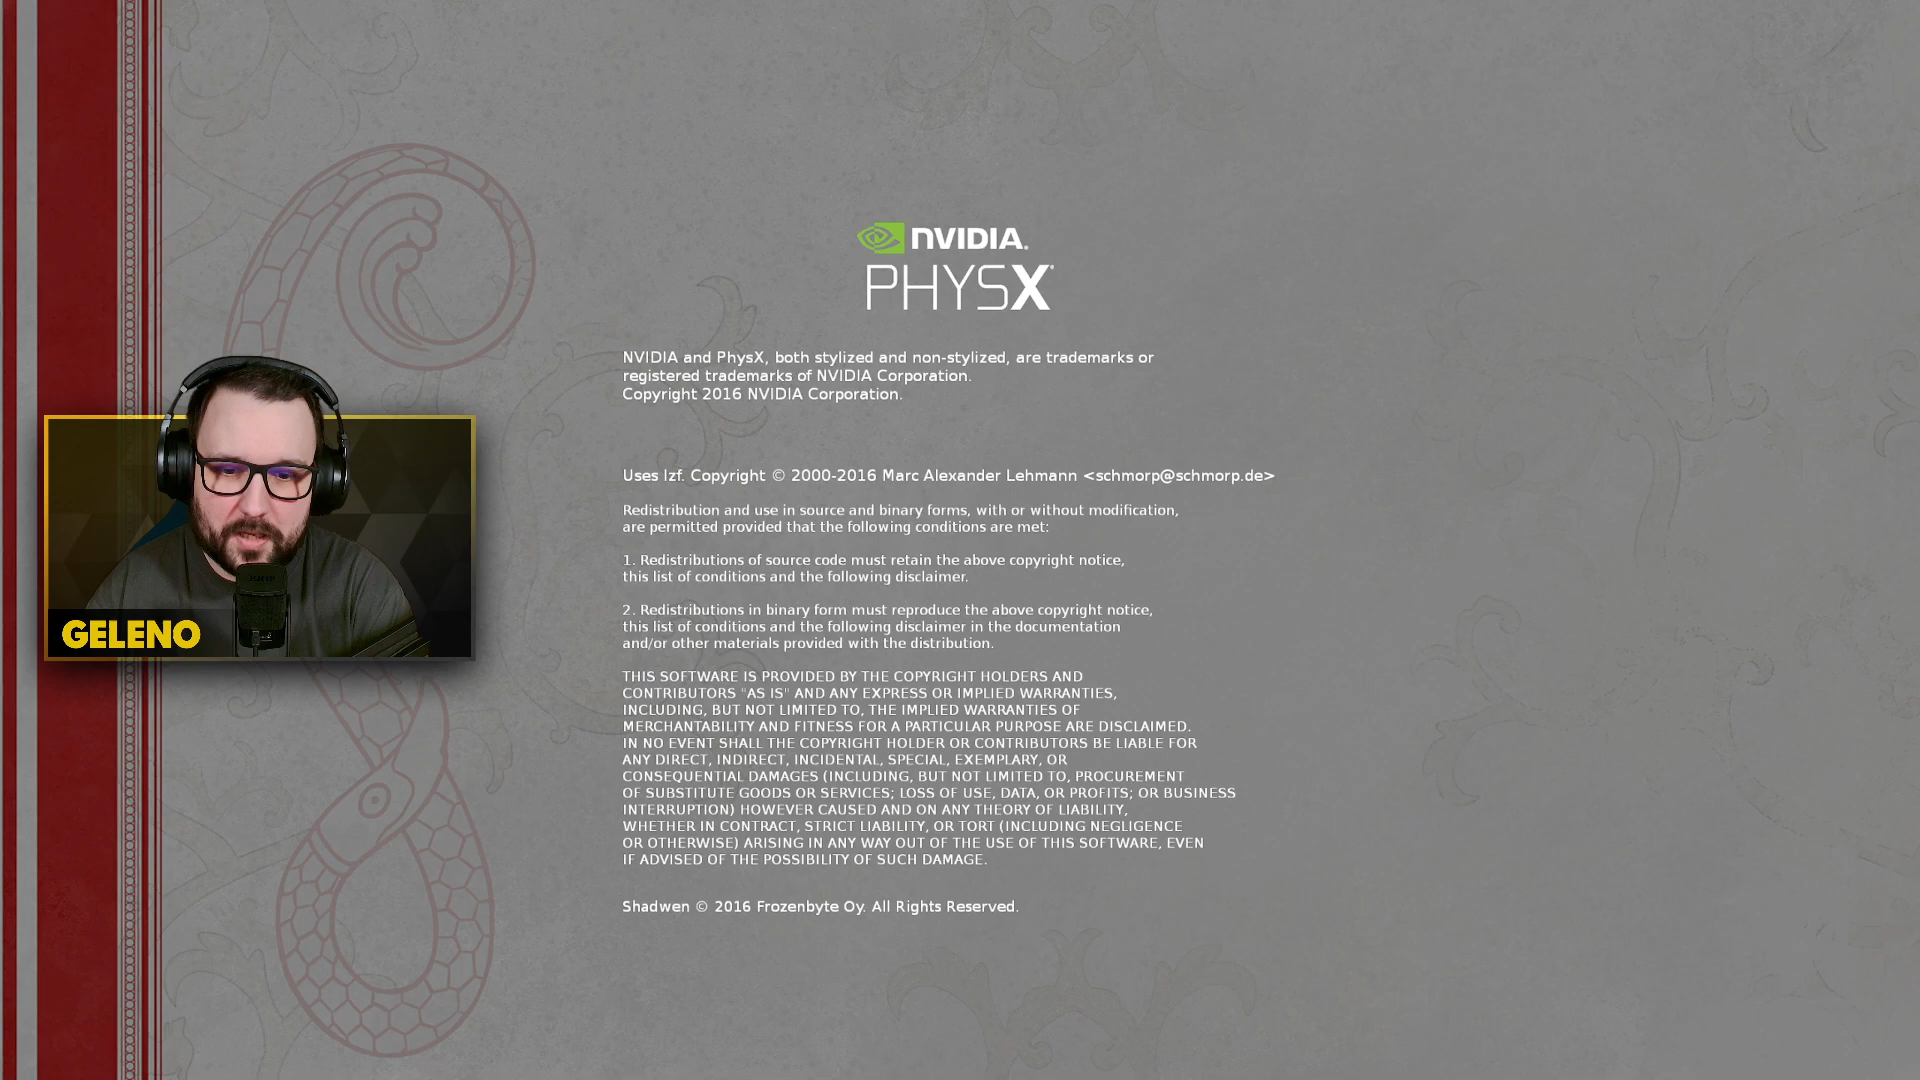 NVIDIA.
PHYSX
NVIDIA and PhysX, both stylized and non-stylized, are trademarks or
registered trademarks of NVIDIA Corporation.
Copyright 2016 NVIDIA Corporation.
Uses lzf. Copyright © 2000-2016 Marc Alexander Lehmann <schmorp@schmorp.de>
Redistribution and use in source and binary forms, with or without modification,
are permitted provided that the following conditions are met:
1. Redistributions of source code must retain the above copyright notice,
this list of conditions and the following disclaimer.
2. Redistributions in binary form must reproduce the above copyright notice,
this list of conditions and the following disclaimer in the documentation
and/or other materials provided with the distribution.
THIS SOFTWARE IS PROVIDED BY THE COPYRIGHT HOLDERS AND
CONTRIBUTORS "AS IS" AND ANY EXPRESS OR IMPLIED WARRANTIES,
INCLUDING, BUT NOT LIMITED TO, THE IMPLIED WARRANTIES OF
MERCHANTABILITY AND FITNESS FOR A PARTICULAR PURPOSE ARE DISCLAIMED.
IN NO EVENT SHALL THE COPYRIGHT HOLDER OR CONTRIBUTORS BE LIABLE FOR
ANY DIRECT, INDIRECT, INCIDENTAL, SPECIAL, EXEMPLARY, OR
CONSEQUENTIAL DAMAGES (INCLUDING, BUT NOT LIMITED TO, PROCUREMENT
OF SUBSTITUTE GOODS OR SERVICES; LOSS OF USE, DATA, OR PROFITS; OR BUSINESS
INTERRUPTION) HOWEVER CAUSED AND ON ANY THEORY OF LIABILITY,
WHETHER IN CONTRACT, STRICT LIABILITY, OR TORT (INCLUDING NEGLIGENCE
OR OTHERWISE) ARISING IN ANY WAY OUT OF THE USE OF THIS SOFTWARE, EVEN
IF ADVISED OF THE POSSIBILITY OF SUCH DAMAGE.
Shadwen © 2016 Frozenbyte Oy. All Rights Reserved.
GELENO